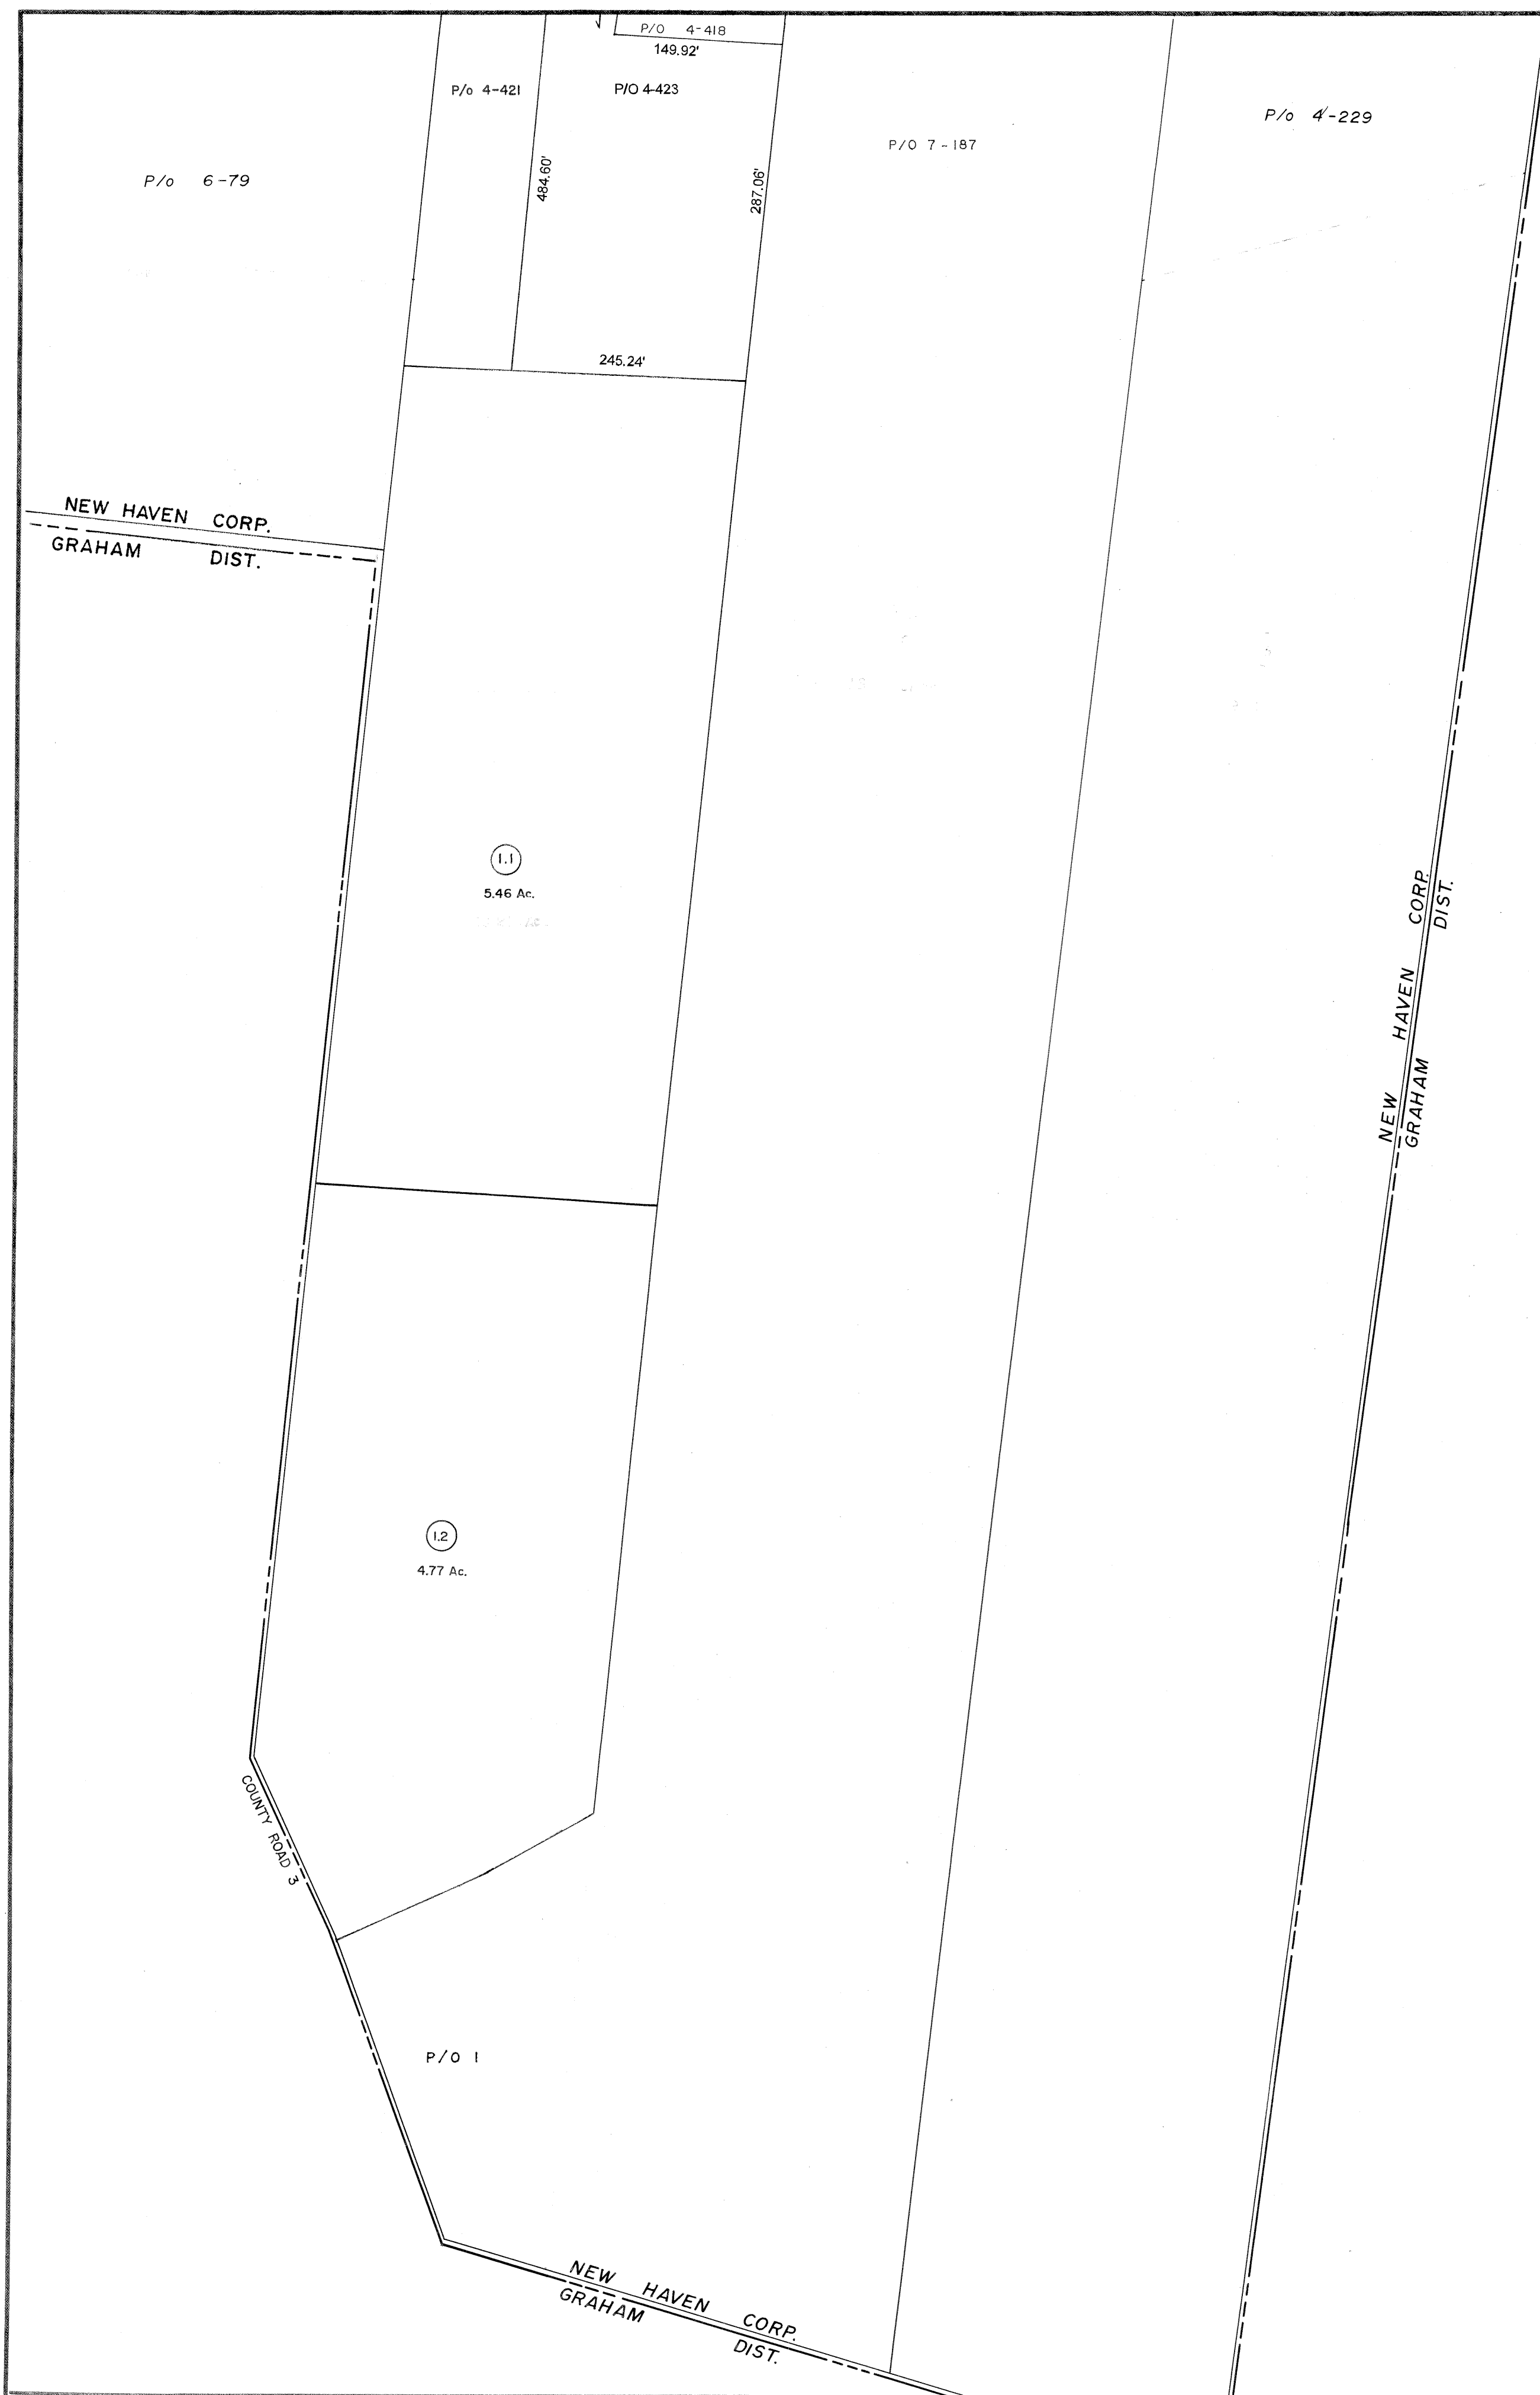 P/O 4-418
149.92'
P/o 4-421
P/O 4-423
P/o 4-229
P/O 7-187
P/o 6-79
484.60'
287.06'
245.24'
NEW HAVEN CORP.
GRAHAM DIST.
1.1
5.46 Ac.
NEW HAVEN CORP.
GRAHAM DIST.
1.2
4.77 Ac.
COUNTY ROAD 3
P/O 1
NEW HAVEN CORP.
GRAHAM DIST.